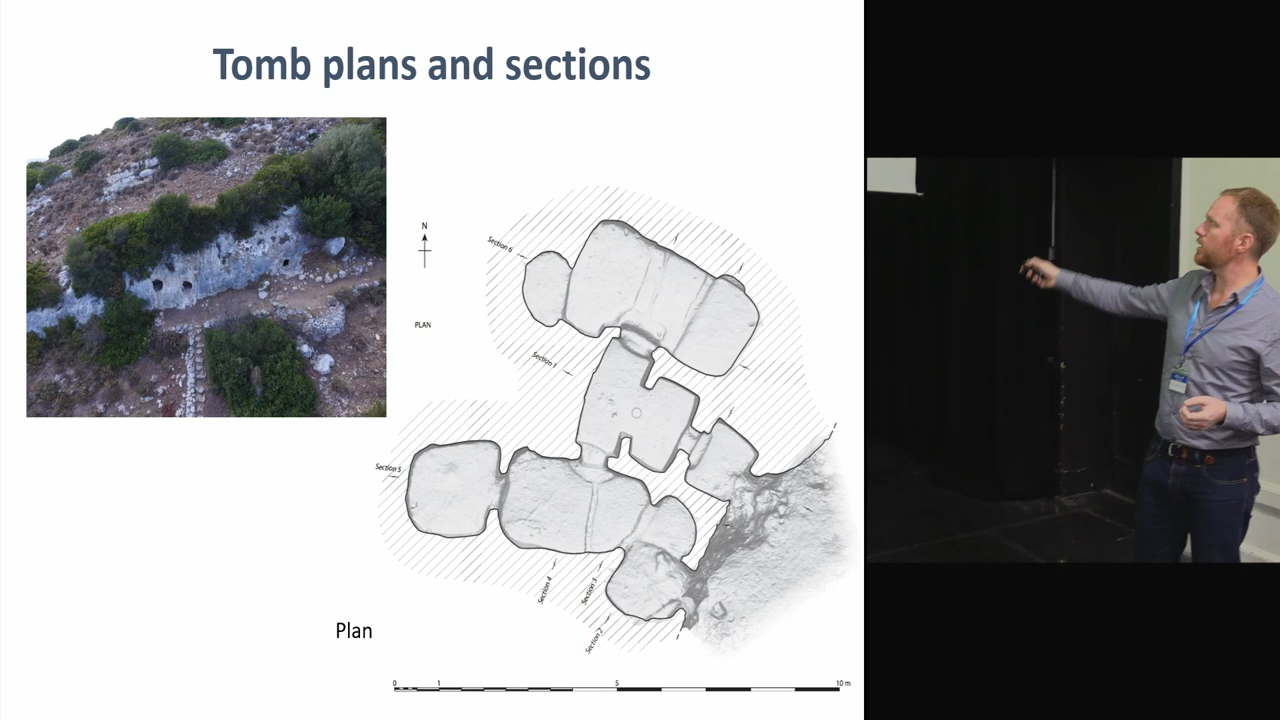 Tomb plans and sections
N
PLAN
Section 6
Section 1
Section 5
Section 4
Section 3
Section 2
Plan
0 1 5 10 m